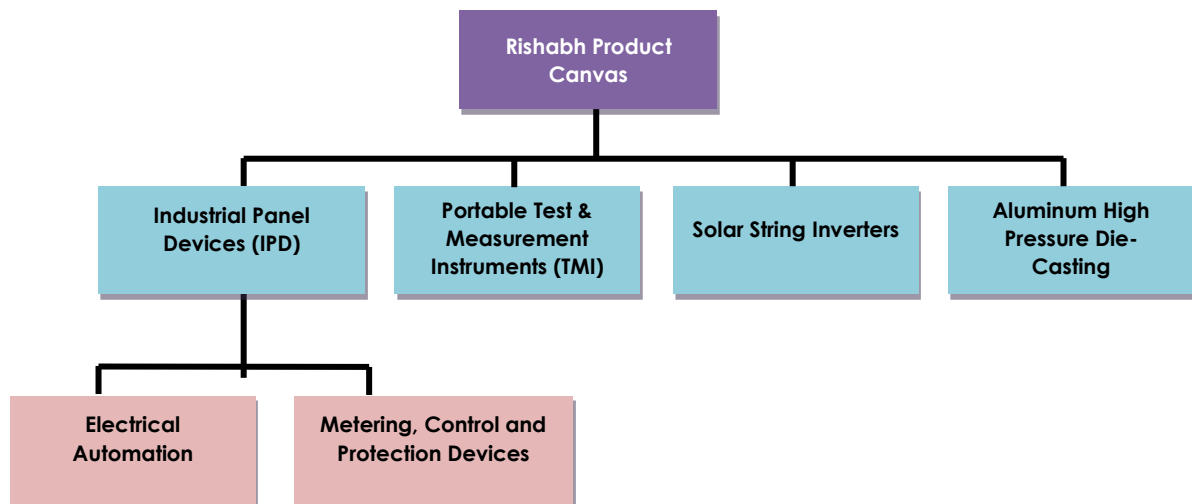 Rishabh Product
Canvas
Industrial Panel
Devices (IPD)
Portable Test &
Measurement
Instruments (TMI)
Solar String Inverters
Aluminum High
Pressure Die-
Casting
Electrical
Automation
Metering, Control and
Protection Devices